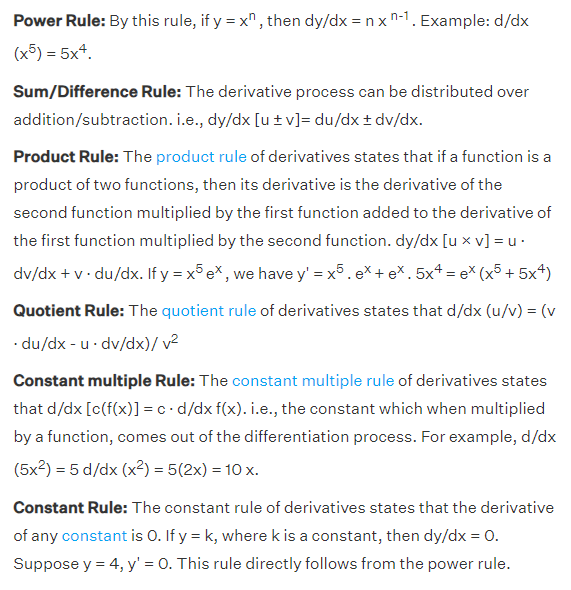 Power Rule: By this rule, if y = xⁿ , then dy/dx = n x ⁿ⁻¹ . Example: d/dx
(x⁵) = 5x⁴.
Sum/Difference Rule: The derivative process can be distributed over
addition/subtraction. i.e., dy/dx [u ± v]= du/dx ± dv/dx.
Product Rule: The product rule of derivatives states that if a function is a
product of two functions, then its derivative is the derivative of the
second function multiplied by the first function added to the derivative of
the first function multiplied by the second function. dy/dx [u × v] = u ·
dv/dx + v · du/dx. If y = x⁵ eˣ , we have y' = x⁵ . eˣ + eˣ . 5x⁴ = eˣ (x⁵ + 5x⁴)
Quotient Rule: The quotient rule of derivatives states that d/dx (u/v) = (v
· du/dx - u · dv/dx)/ v²
Constant multiple Rule: The constant multiple rule of derivatives states
that d/dx [c(f(x)] = c · d/dx f(x). i.e., the constant which when multiplied
by a function, comes out of the differentiation process. For example, d/dx
(5x²) = 5 d/dx (x²) = 5(2x) = 10 x.
Constant Rule: The constant rule of derivatives states that the derivative
of any constant is 0. If y = k, where k is a constant, then dy/dx = 0.
Suppose y = 4, y' = 0. This rule directly follows from the power rule.